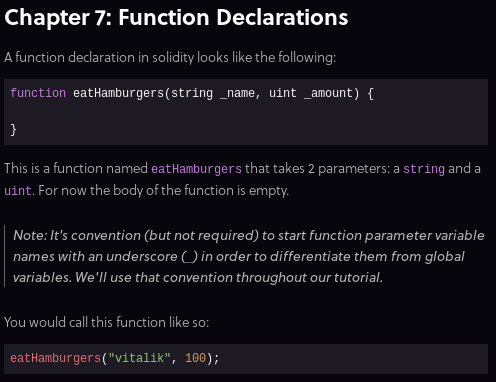 Chapter 7: Function Declarations
A function declaration in solidity looks like the following:
function eatHamburgers(string _name, uint _amount) {
}
This is a function named eatHamburgers that takes 2 parameters: a string and a
uint. For now the body of the function is empty.
Note: It's convention (but not required) to start function parameter variable
names with an underscore (_) in order to differentiate them from global
variables. We'll use that convention throughout our tutorial.
You would call this function like so:
eatHamburgers("vitalik", 100);